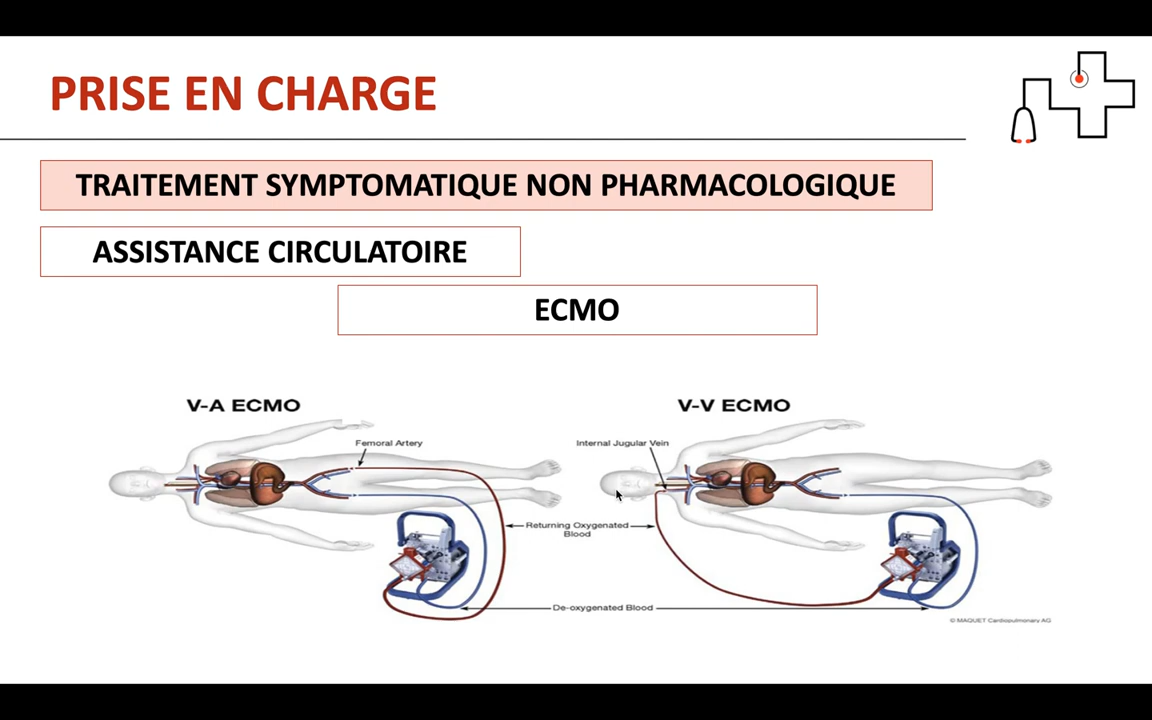 PRISE EN CHARGE
TRAITEMENT SYMPTOMATIQUE NON PHARMACOLOGIQUE
ASSISTANCE CIRCULATOIRE
ECMO
V-A ECMO
V-V ECMO
Femoral Artery
Internal Jugular Vein
Returning Oxygenated
Blood
De-oxygenated Blood
© MAQUET Cardiopulmonary AG